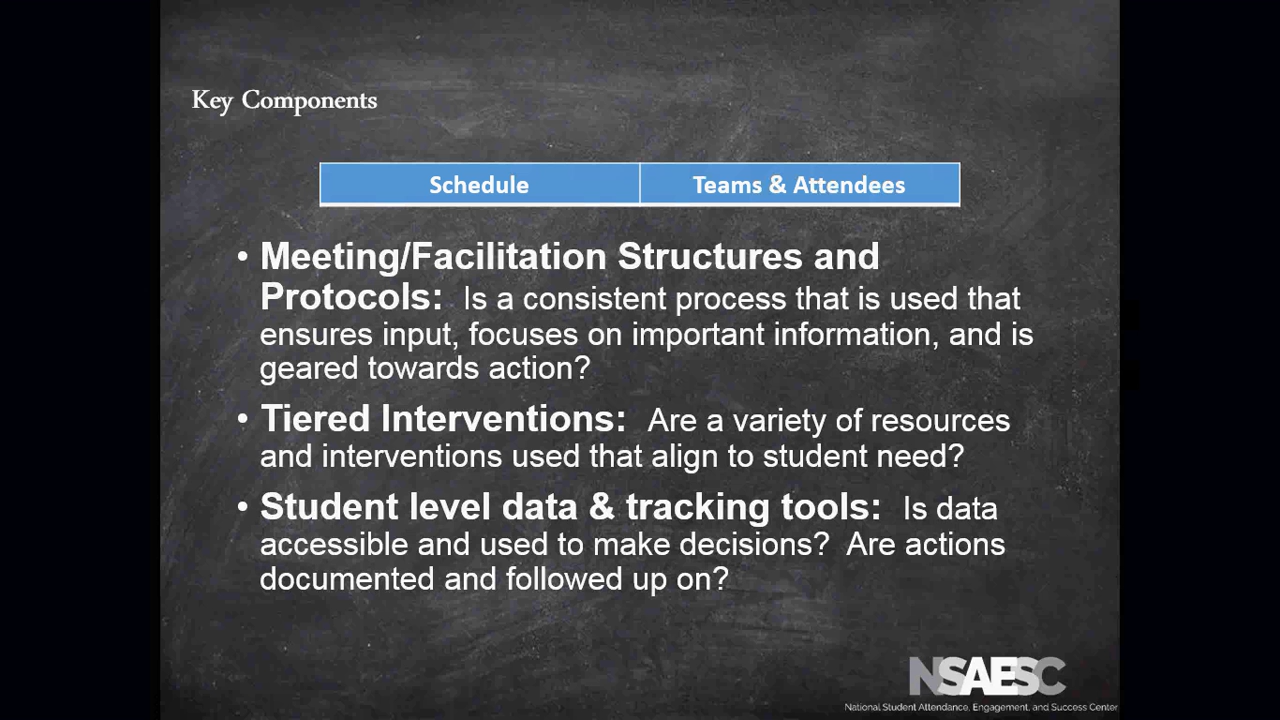 Key Components
Schedule
Teams & Attendees
• Meeting/Facilitation Structures and
Protocols: Is a consistent process that is used that
ensures input, focuses on important information, and is
geared towards action?
• Tiered Interventions: Are a variety of resources
and interventions used that align to student need?
• Student level data & tracking tools: Is data
accessible and used to make decisions? Are actions
documented and followed up on?
NSAESC
National Student Attendance, Engagement, and Success Center